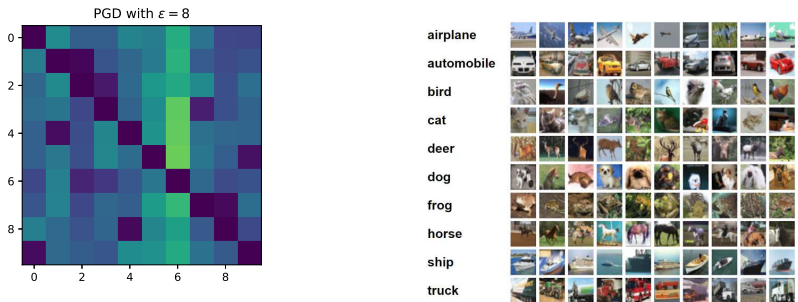 PGD with ε = 8
0
2
4
6
8
0 2 4 6 8
airplane
automobile
bird
cat
deer
dog
frog
horse
ship
truck